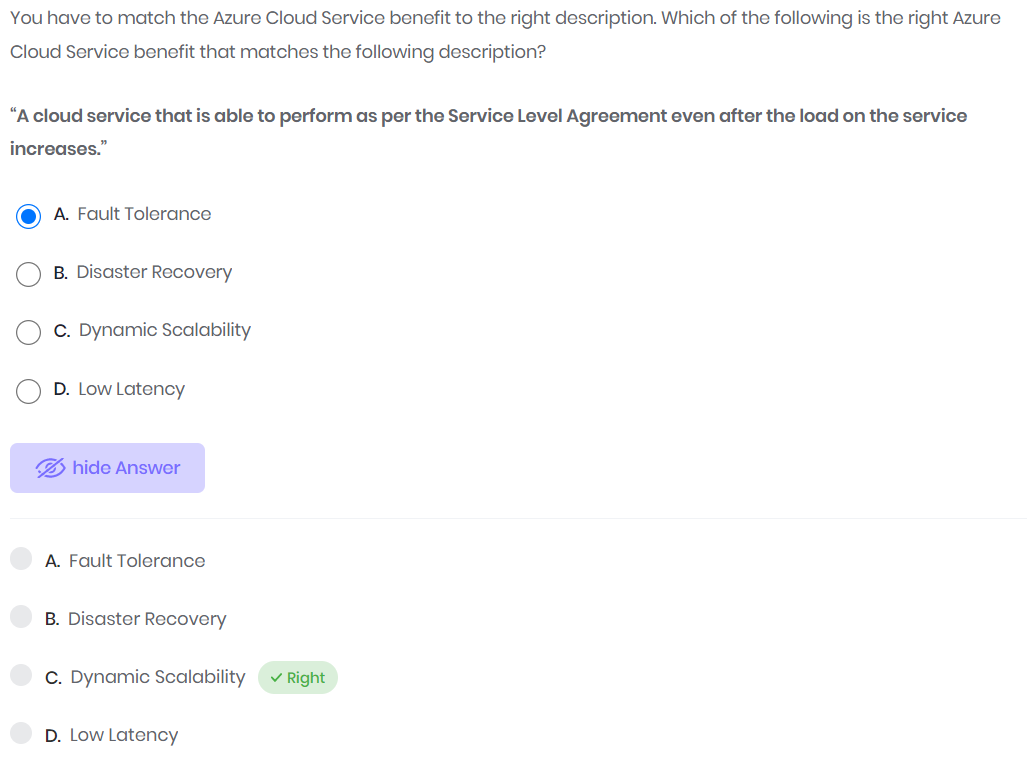 You have to match the Azure Cloud Service benefit to the right description. Which of the following is the right Azure
Cloud Service benefit that matches the following description?
“A cloud service that is able to perform as per the Service Level Agreement even after the load on the service
increases.”
A. Fault Tolerance
B. Disaster Recovery
C. Dynamic Scalability
D. Low Latency
hide Answer
A. Fault Tolerance
B. Disaster Recovery
C. Dynamic Scalability ✓ Right
D. Low Latency